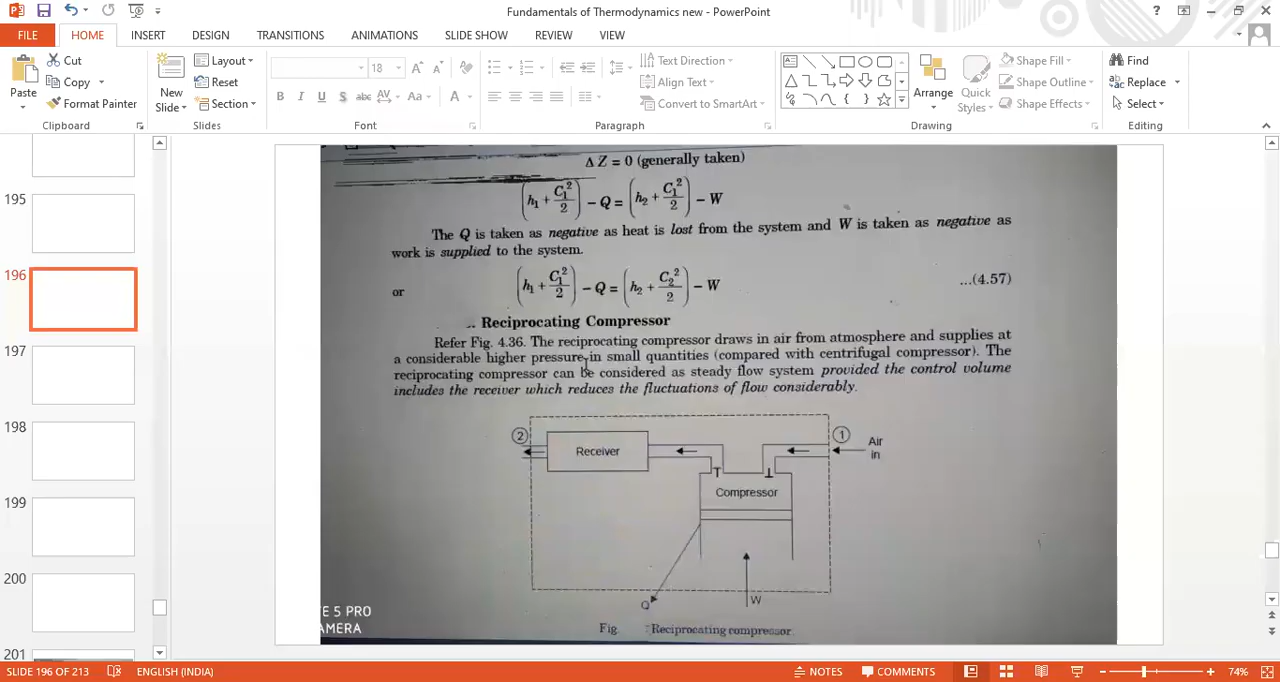 Fundamentals of Thermodynamics new - PowerPoint
FILE HOME INSERT DESIGN TRANSITIONS ANIMATIONS SLIDE SHOW REVIEW VIEW
Paste
Cut
Copy
Format Painter
Clipboard
New Slide
Layout
Reset
Section
Slides
18
B I U S abc AV Aa A
Font
Text Direction
Align Text
Convert to SmartArt
Paragraph
Arrange
Quick Styles
Shape Fill
Shape Outline
Shape Effects
Drawing
Find
Replace
Select
Editing
195
196
197
198
199
200
201
Δ Z = 0 (generally taken)
(h₁ + C₁²/2) – Q = (h₂ + C₁²/2) – W
The Q is taken as negative as heat is lost from the system and W is taken as negative as
work is supplied to the system.
or (h₁ + C₁²/2) – Q = (h₂ + C₂²/2) – W ...(4.57)
Reciprocating Compressor
Refer Fig. 4.36. The reciprocating compressor draws in air from atmosphere and supplies at
a considerable higher pressure in small quantities (compared with centrifugal compressor). The
reciprocating compressor can be considered as steady flow system provided the control volume
includes the receiver which reduces the fluctuations of flow considerably.
2
Receiver
1
Air
in
Compressor
Q
W
Fig Reciprocating compressor
E 5 PRO
AMERA
SLIDE 196 OF 213 ENGLISH (INDIA) NOTES COMMENTS 74%